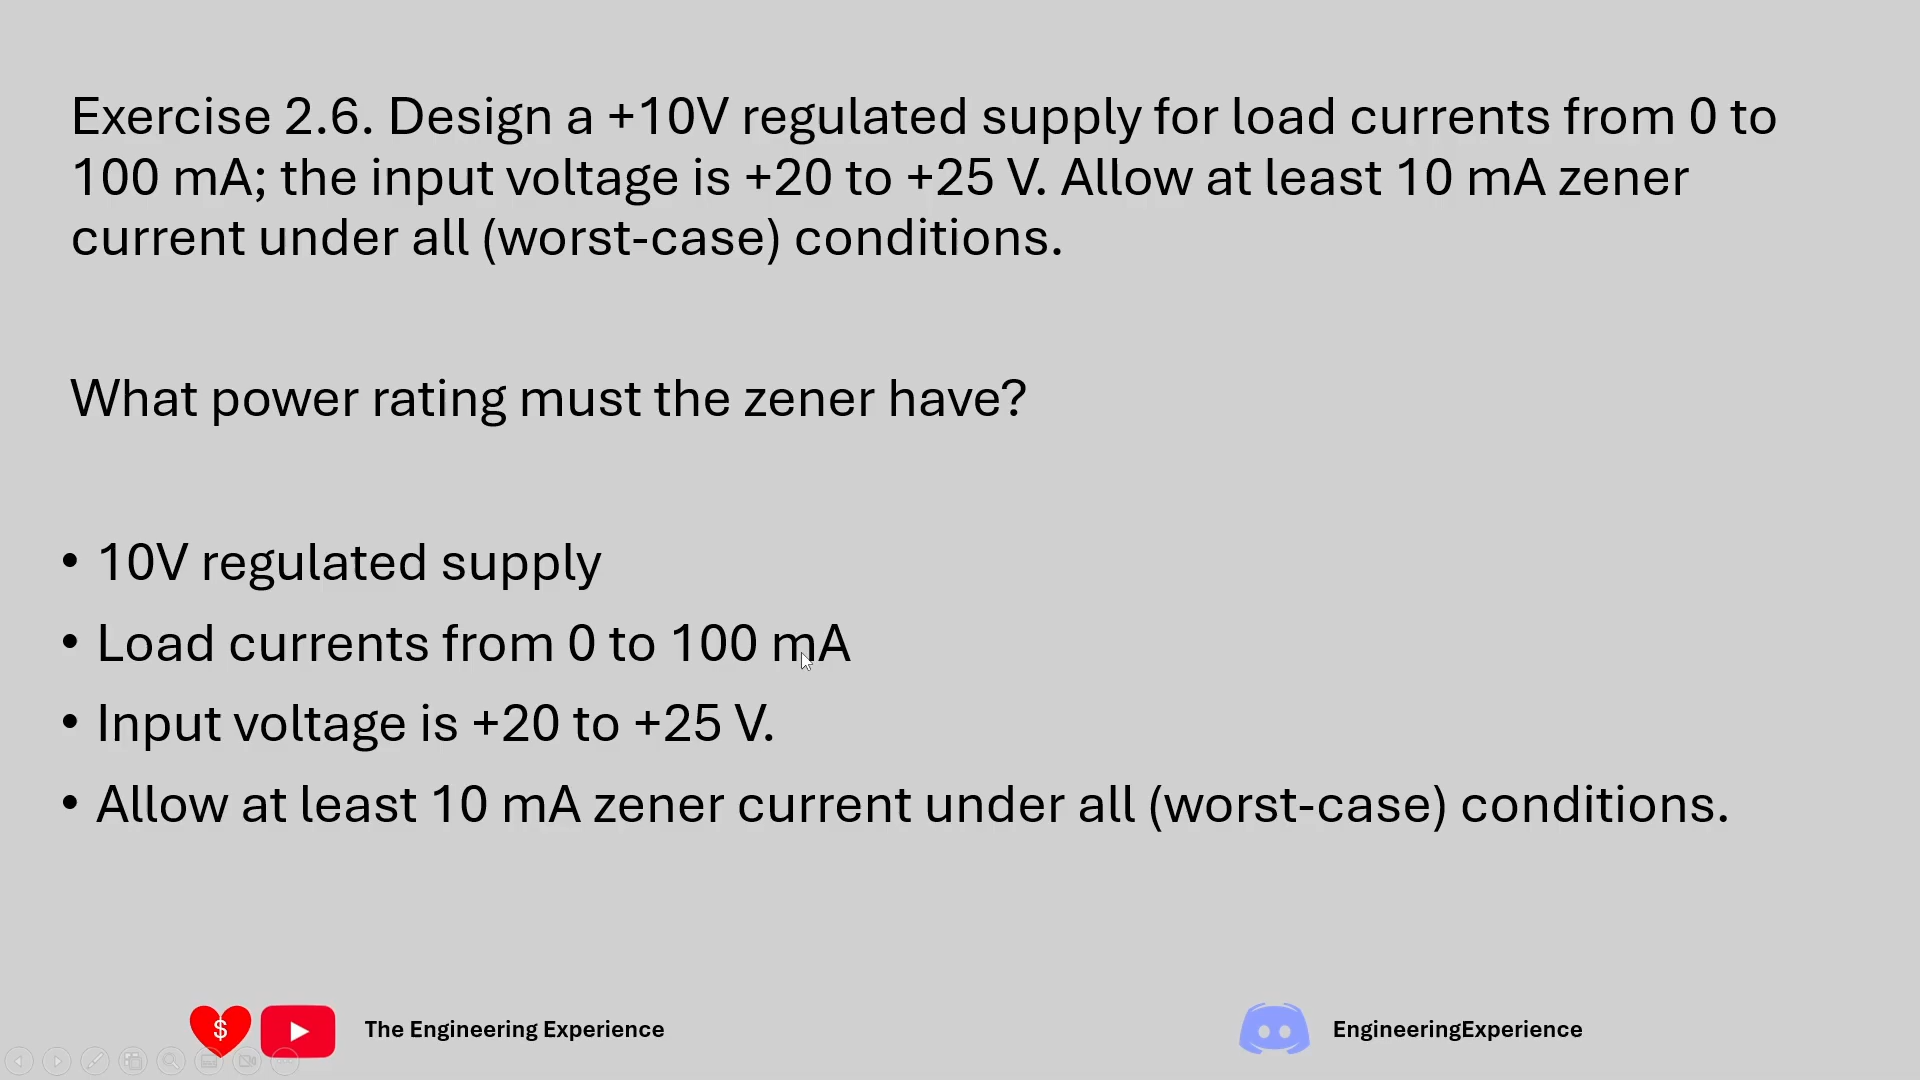 Exercise 2.6. Design a +10V regulated supply for load currents from 0 to
100 mA; the input voltage is +20 to +25 V. Allow at least 10 mA zener
current under all (worst-case) conditions.
What power rating must the zener have?
• 10V regulated supply
• Load currents from 0 to 100 mA
• Input voltage is +20 to +25 V.
• Allow at least 10 mA zener current under all (worst-case) conditions.
$ The Engineering Experience EngineeringExperience